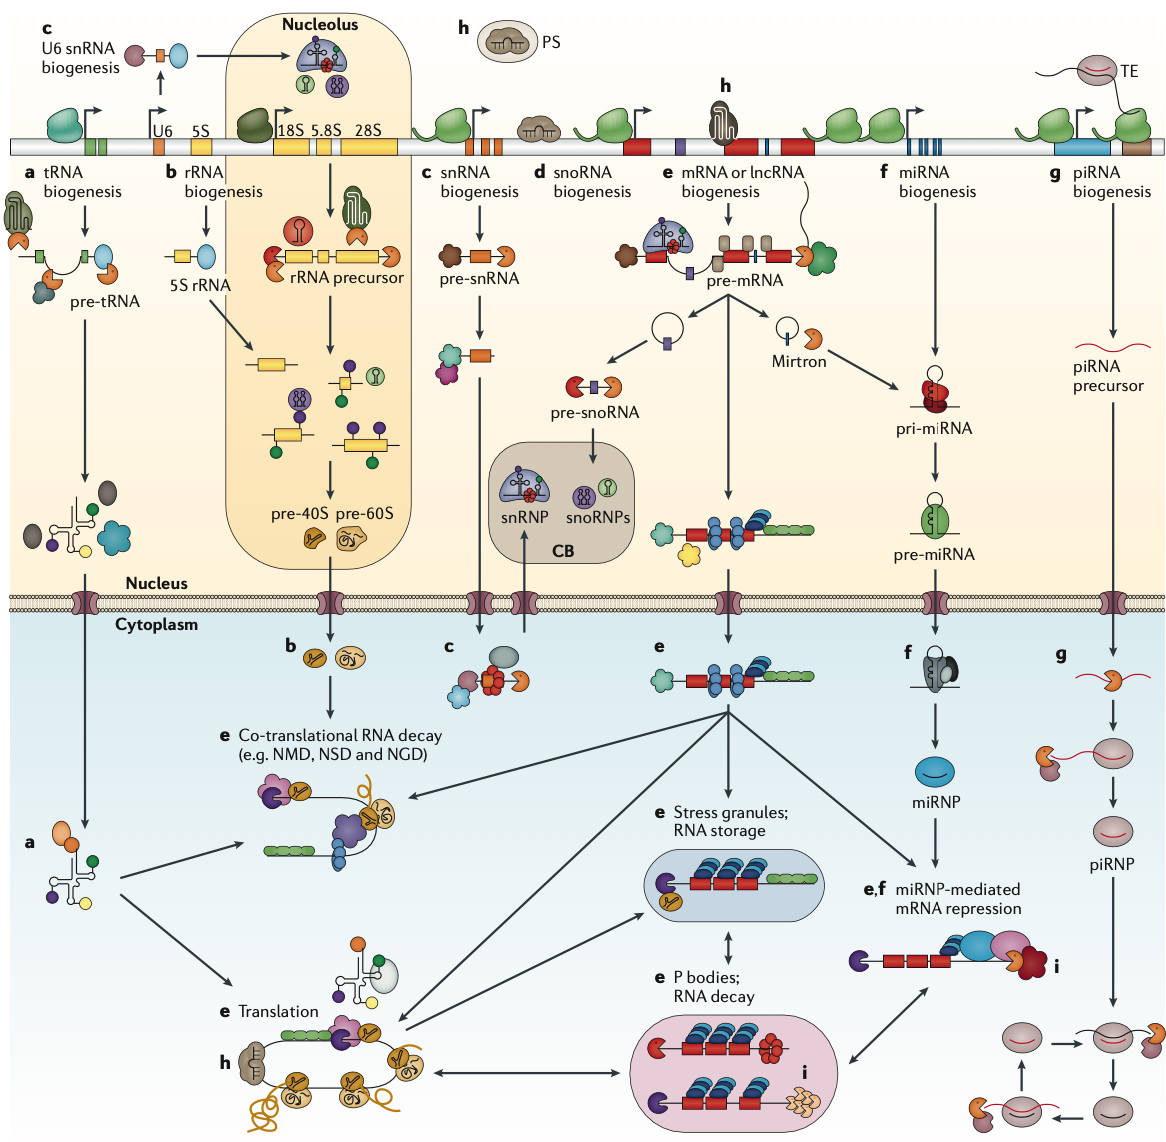 c
U6 snRNA
biogenesis
Nucleolus
h
PS
TE
h
U6
5S
18S
5.8S
28S
a tRNA
biogenesis
b rRNA
biogenesis
c snRNA
biogenesis
d snoRNA
biogenesis
e mRNA or lncRNA
biogenesis
f miRNA
biogenesis
g piRNA
biogenesis
pre-tRNA
5S rRNA
rRNA precursor
pre-snRNA
pre-mRNA
Mirtron
piRNA
precursor
pre-snoRNA
pri-miRNA
pre-40S
pre-60S
snRNP
snoRNPs
CB
pre-miRNA
Nucleus
Cytoplasm
b
c
e
f
g
e Co-translational RNA decay
(e.g. NMD, NSD and NGD)
miRNP
e Stress granules;
RNA storage
a
piRNP
e,f miRNP-mediated
mRNA repression
i
e P bodies;
RNA decay
e Translation
h
i